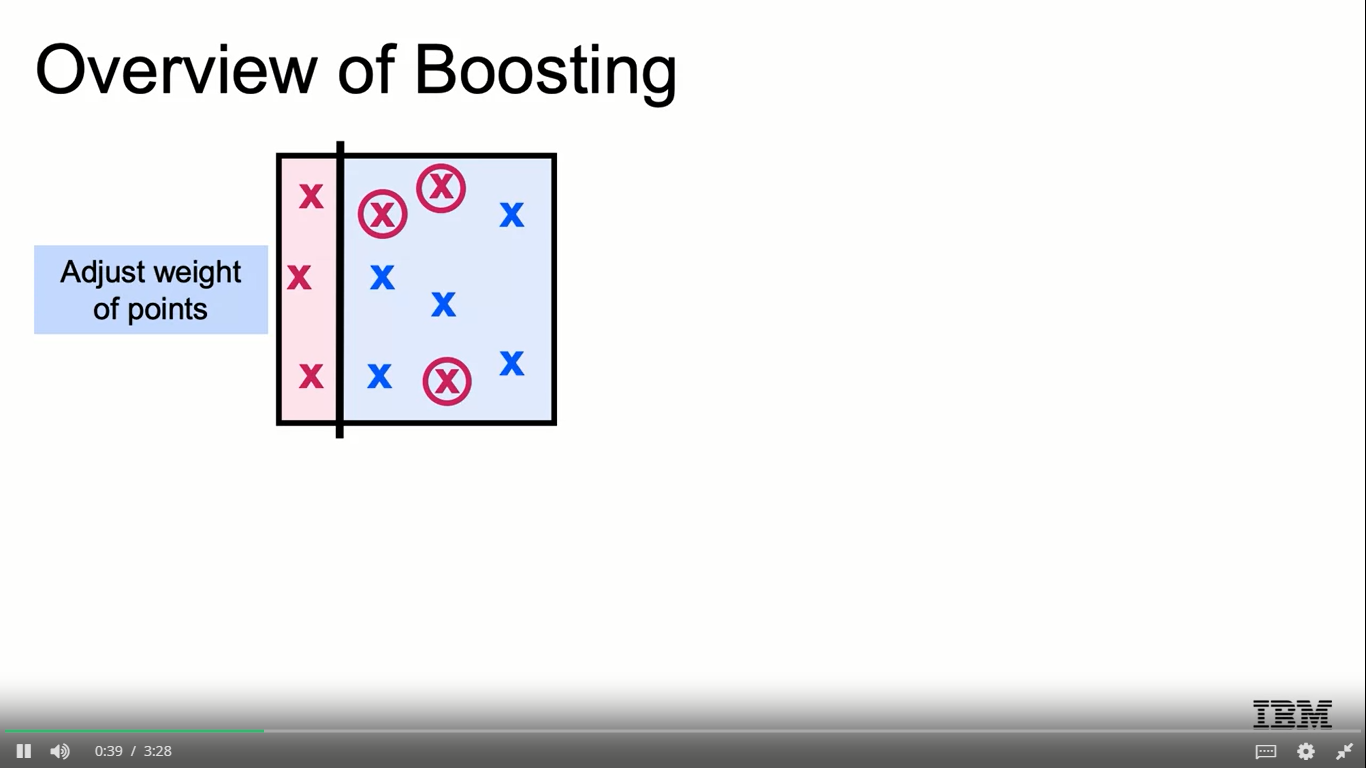 Overview of Boosting
x x x x
Adjust weight
of points
x x x
x x x x
IBM
0:39 / 3:28